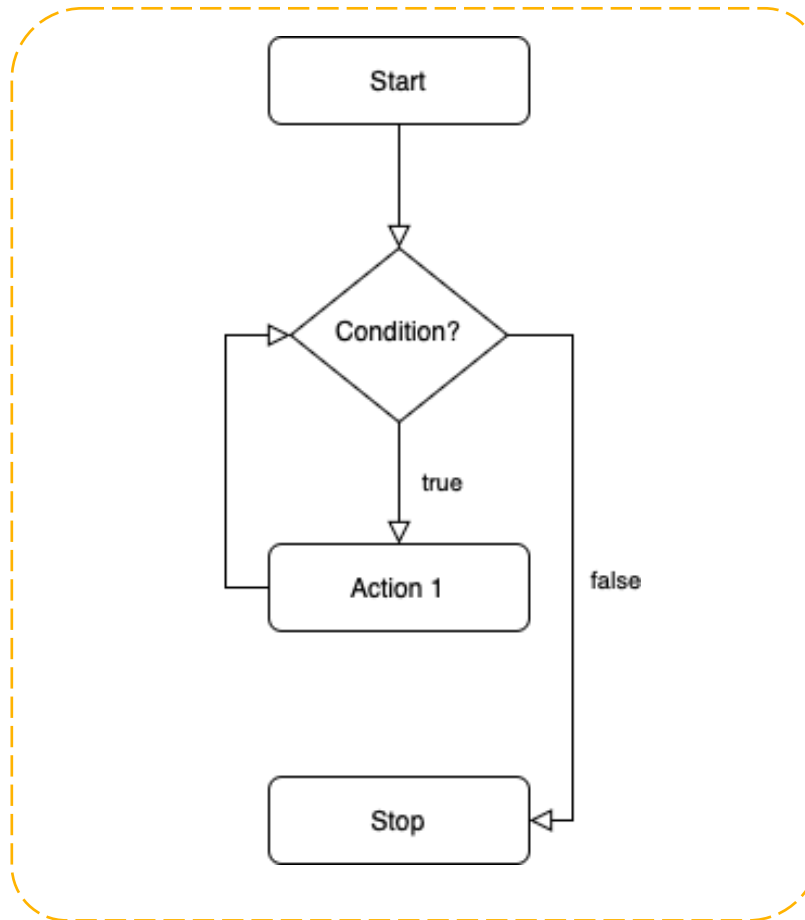 Start
Condition?
true
Action 1
false
Stop